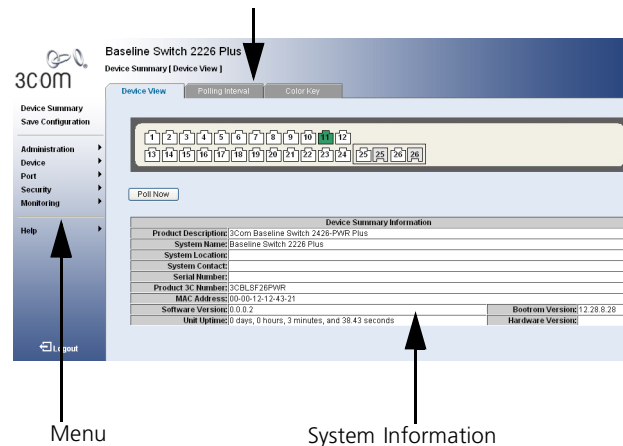 3COM
Baseline Switch 2226 Plus
Device Summary [ Device View ]
Device View Polling Interval Color Key
Device Summary
Save Configuration
Administration
Device
Port
Security
Monitoring
Help
Logout
1 2 3 4 5 6 7 8 9 10 11 12
13 14 15 16 17 18 19 20 21 22 23 24 25 25 26 26
Poll Now
Device Summary Information
Product Description: 3Com Baseline Switch 2426-PWR Plus
System Name: Baseline Switch 2226 Plus
System Location:
System Contact:
Serial Number:
Product 3C Number: 3CBLSF26PWR
MAC Address: 00-00-12-12-43-21
Software Version: 0.0.0.2 Bootrom Version: 12.28.8.28
Unit Uptime: 0 days, 0 hours, 3 minutes, and 38.43 seconds Hardware Version:
Menu
System Information